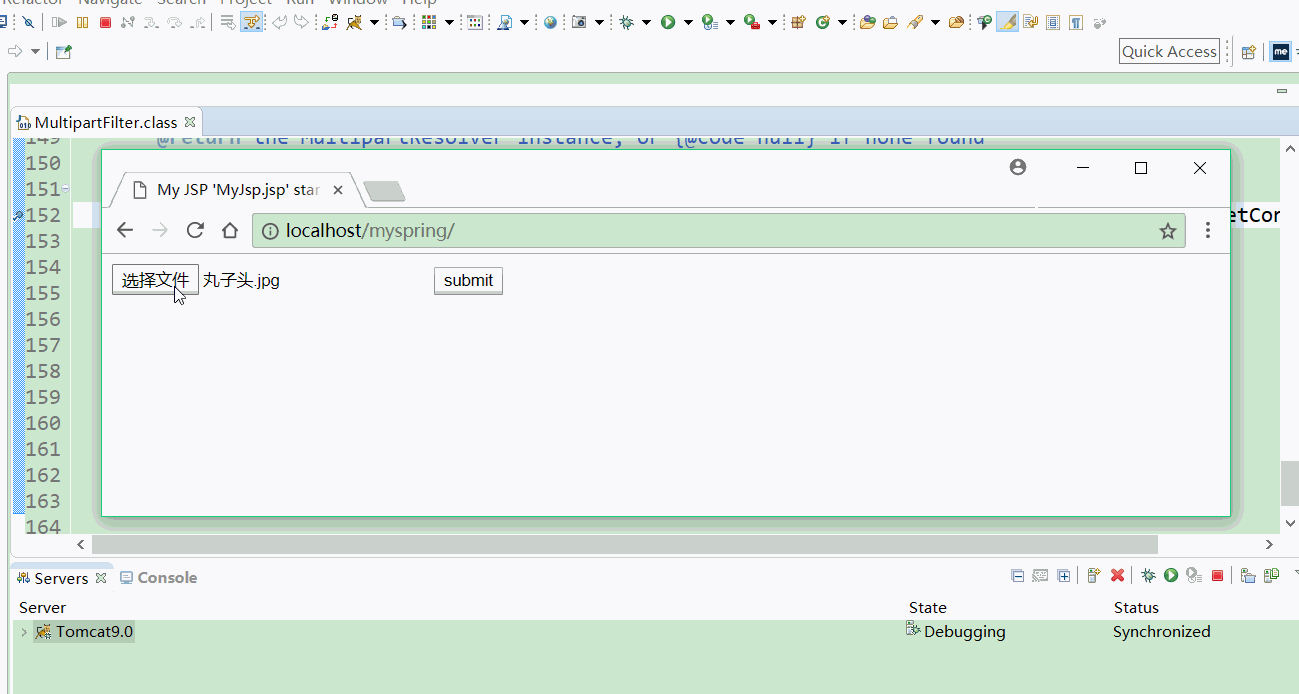 Refactor Navigate Search Project Run Window Help
Quick Access
me
MultipartFilter.class
149 @return the MultipartResolver instance, or {@code null} if none found
150
151
152 etCor
153
154
155
156
157
158
159
160
161
162
163
164
My JSP 'MyJsp.jsp' star
localhost/myspring/
选择文件 丸子头.jpg submit
Servers Console
Server State Status
Tomcat9.0 Debugging Synchronized